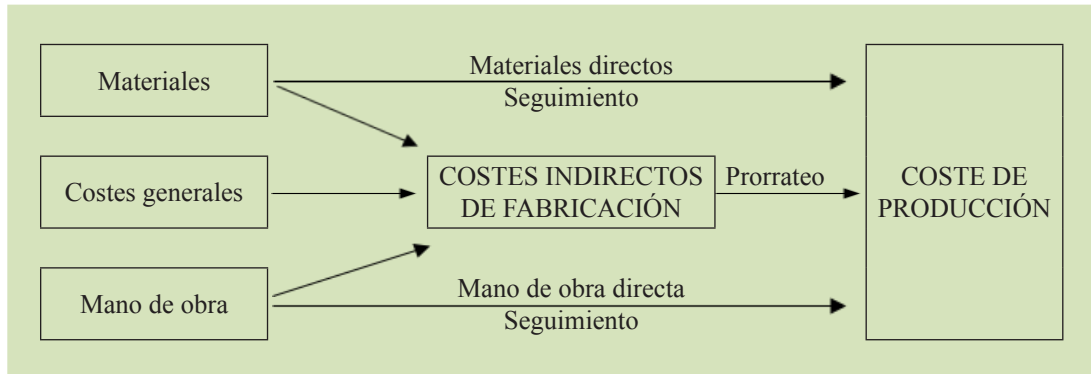 Materiales
Materiales directos
Seguimiento
Costes generales
COSTES INDIRECTOS
DE FABRICACIÓN
Prorrateo
COSTE DE
PRODUCCIÓN
Mano de obra
Mano de obra directa
Seguimiento